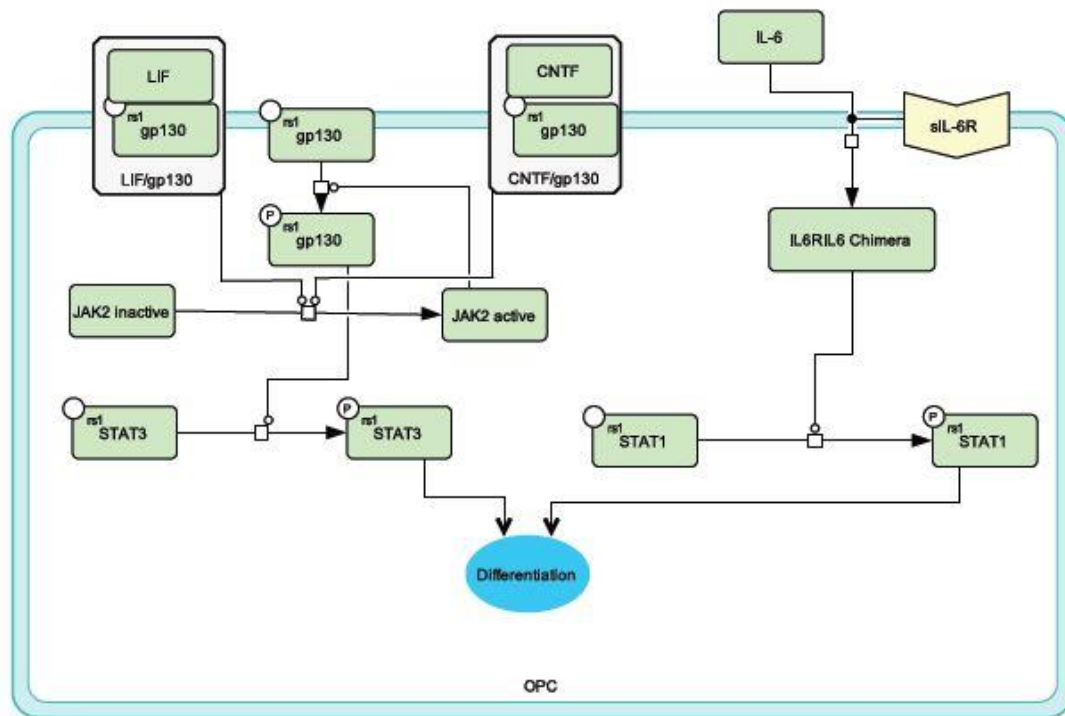 IL-6
LIF
CNTF
rs1
gp130
LIF/gp130
rs1
gp130
rs1
gp130
CNTF/gp130
sIL-6R
P
rs1
gp130
IL6RIL6 Chimera
JAK2 inactive
JAK2 active
rs1
STAT3
P
rs1
STAT3
rs1
STAT1
P
rs1
STAT1
Differentiation
OPC